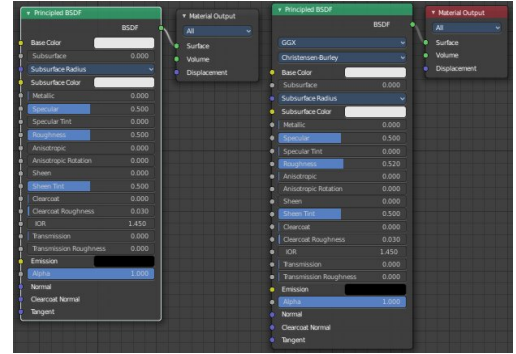 Principled BSDF
BSDF
Base Color
Subsurface 0.000
Subsurface Radius
Subsurface Color
Metallic 0.000
Specular 0.500
Specular Tint 0.000
Roughness 0.500
Anisotropic 0.000
Anisotropic Rotation 0.000
Sheen 0.000
Sheen Tint 0.500
Clearcoat 0.000
Clearcoat Roughness 0.030
IOR 1.450
Transmission 0.000
Transmission Roughness 0.000
Emission
Alpha 1.000
Normal
Clearcoat Normal
Tangent
Material Output
All
Surface
Volume
Displacement
Principled BSDF
BSDF
GGX
Christensen-Burley
Base Color
Subsurface 0.000
Subsurface Radius
Subsurface Color
Metallic 0.000
Specular 0.500
Specular Tint 0.000
Roughness 0.520
Anisotropic 0.000
Anisotropic Rotation 0.000
Sheen 0.000
Sheen Tint 0.500
Clearcoat 0.000
Clearcoat Roughness 0.030
IOR 1.450
Transmission 0.000
Transmission Roughness 0.000
Emission
Alpha 1.000
Normal
Clearcoat Normal
Tangent
Material Output
All
Surface
Volume
Displacement